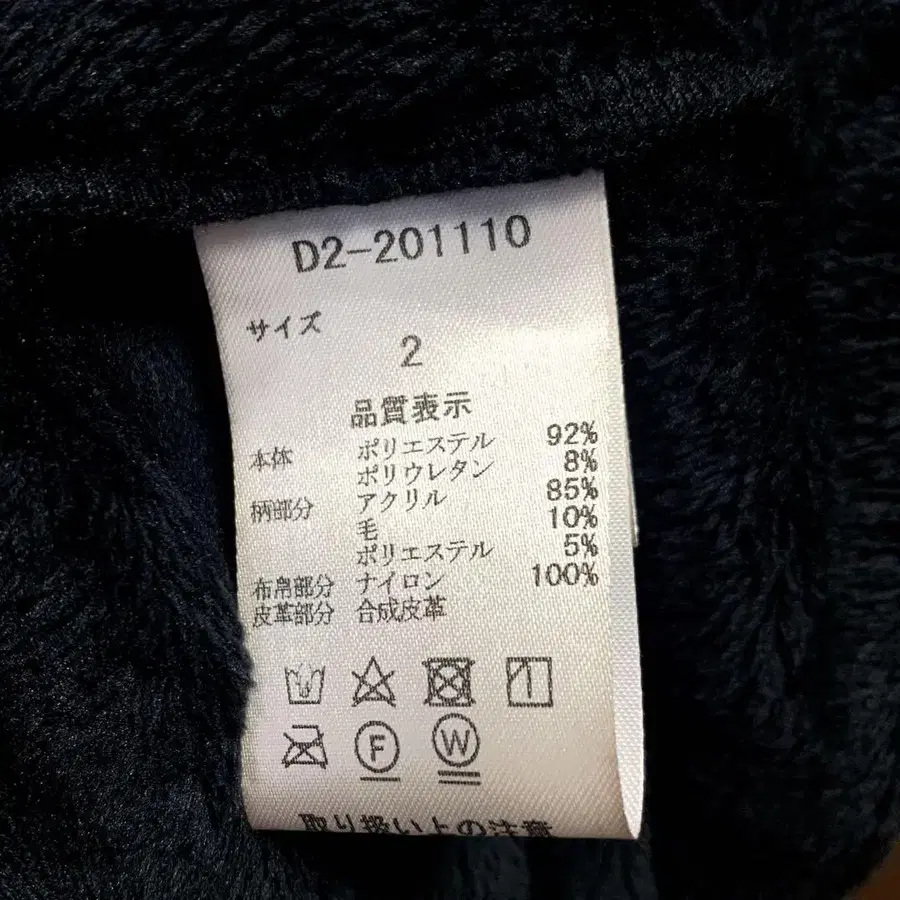 D2-201110
サイズ
2
品質表示
本体 ポリエステル 92%
ポリウレタン 8%
柄部分 アクリル 85%
毛 10%
ポリエステル 5%
布帛部分 ナイロン 100%
皮革部分 合成皮革
F W
取り扱い上の注意